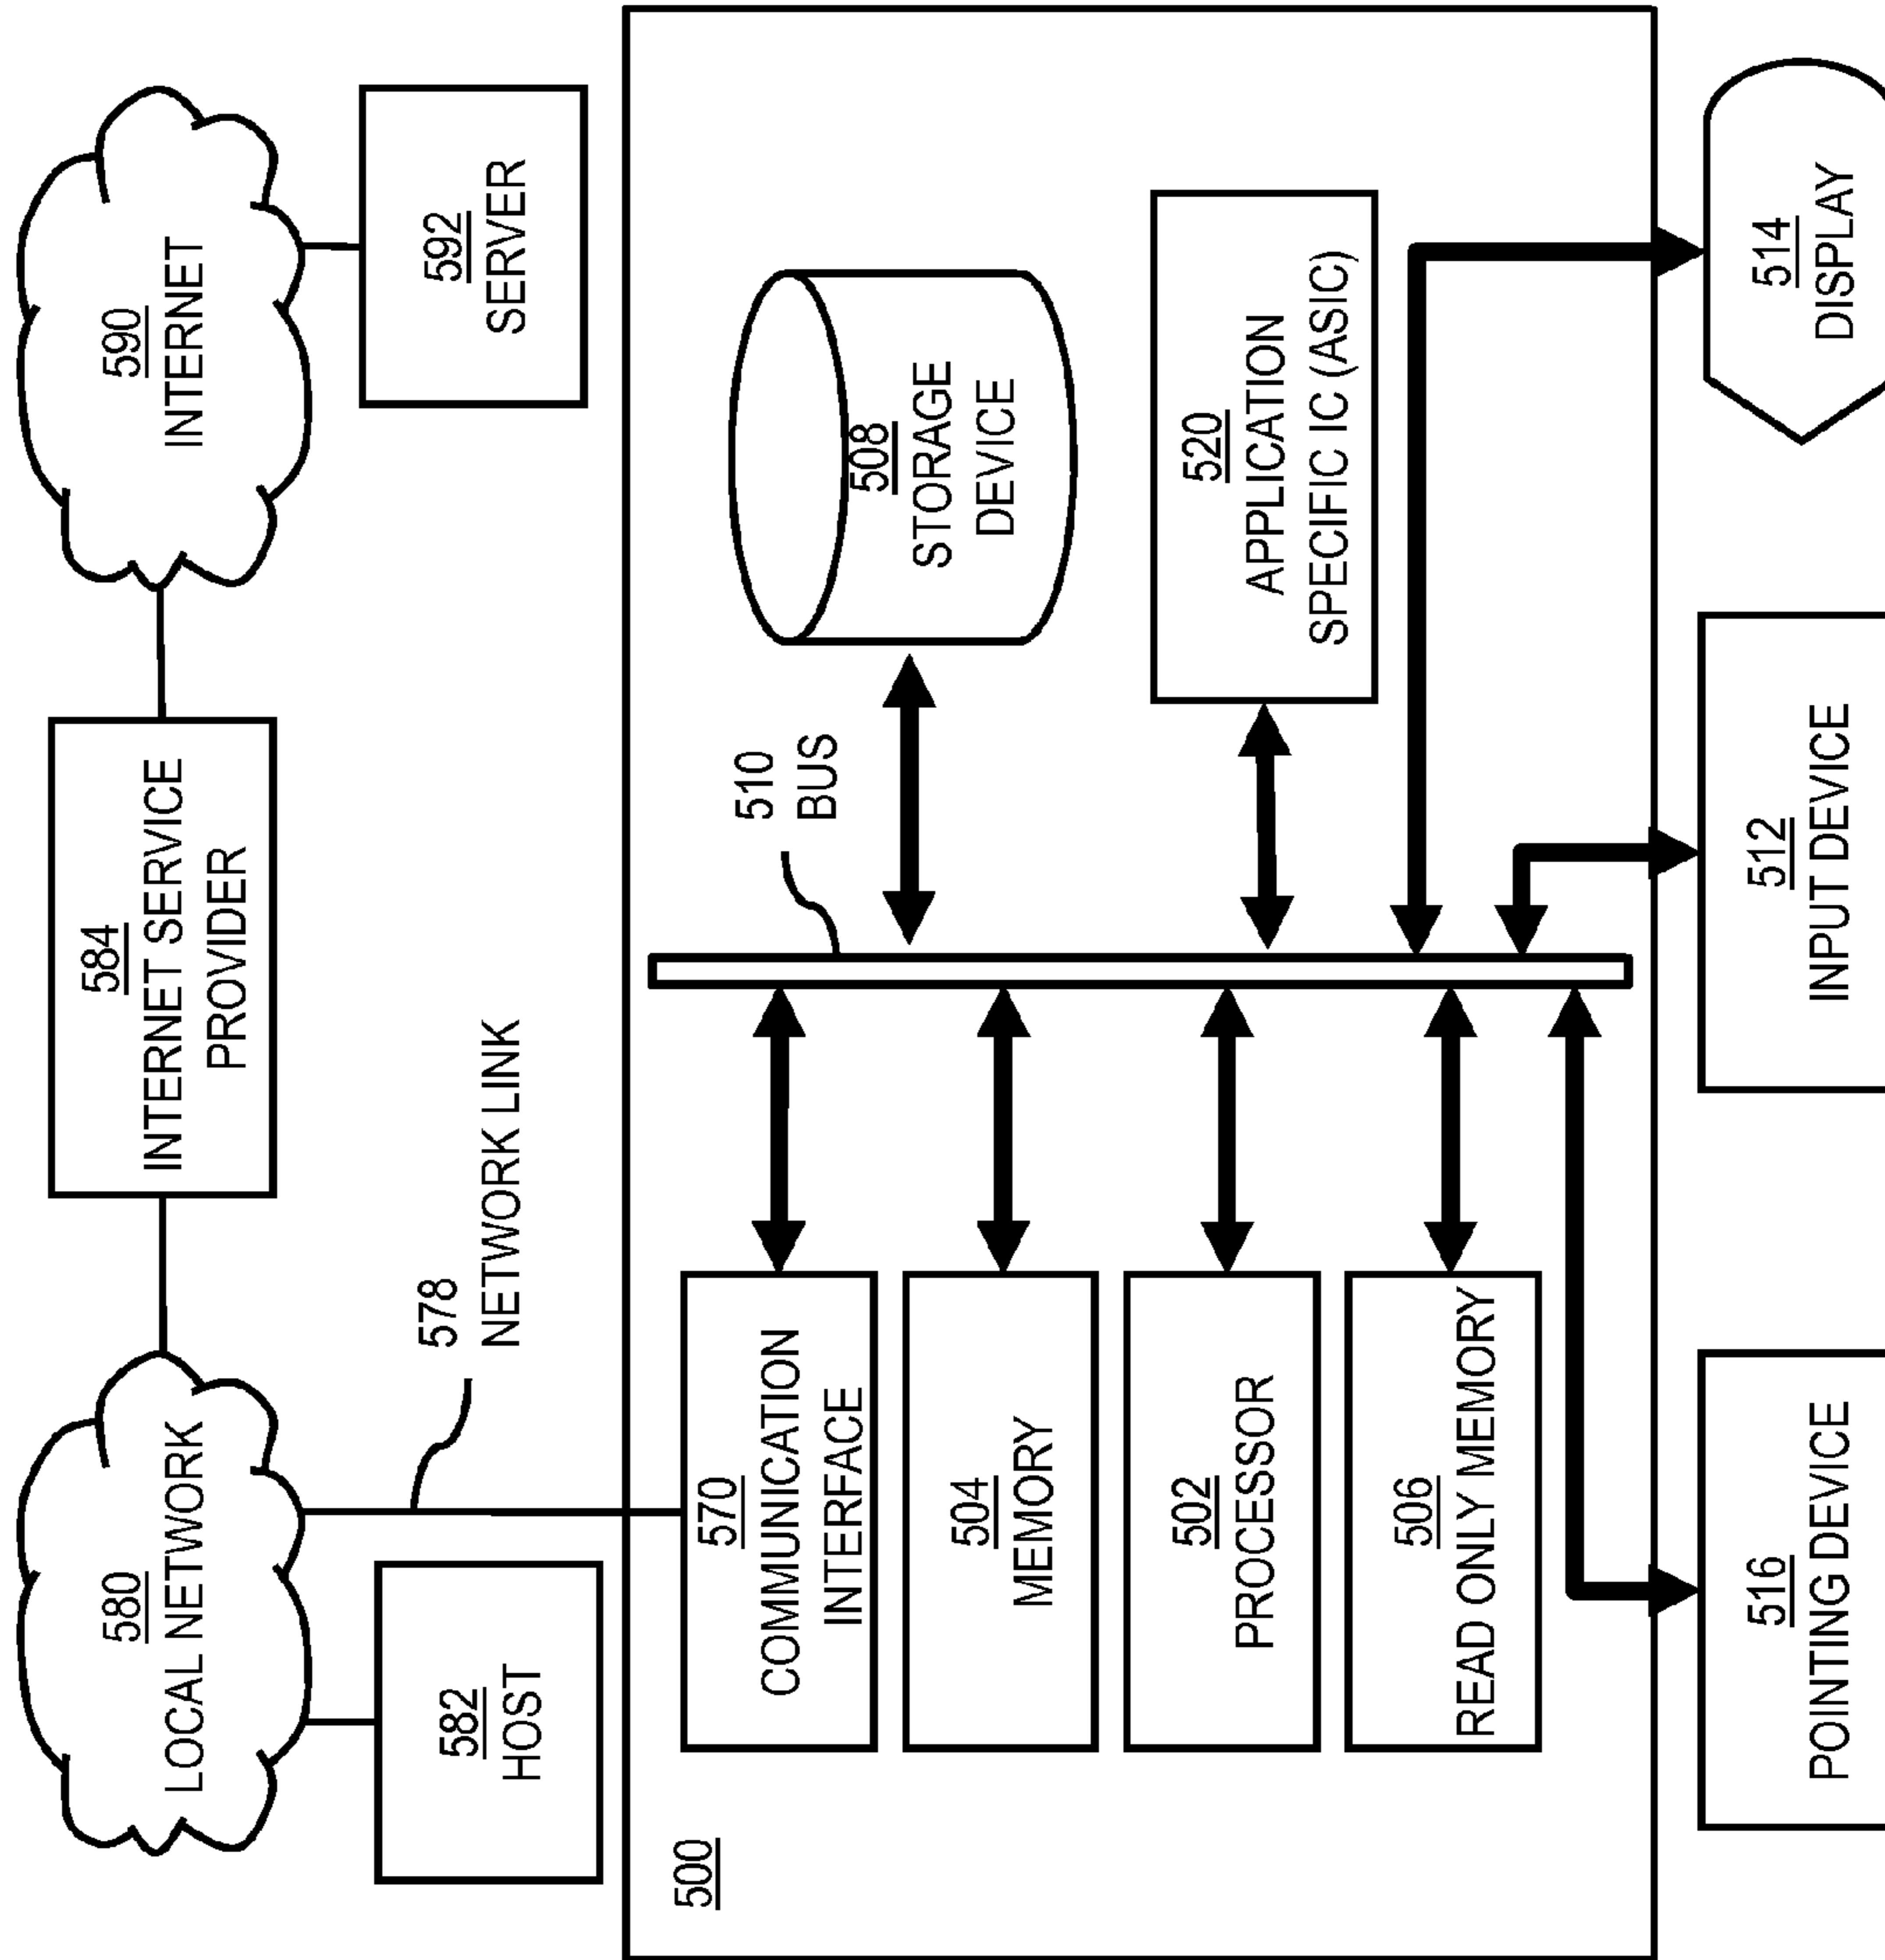 580
LOCAL NETWORK
584
INTERNET SERVICE
PROVIDER
590
INTERNET
582
HOST
578
NETWORK LINK
592
SERVER
500
570
COMMUNICATION
INTERFACE
504
MEMORY
502
PROCESSOR
506
READ ONLY MEMORY
510
BUS
508
STORAGE
DEVICE
520
APPLICATION
SPECIFIC IC (ASIC)
516
POINTING DEVICE
512
INPUT DEVICE
514
DISPLAY